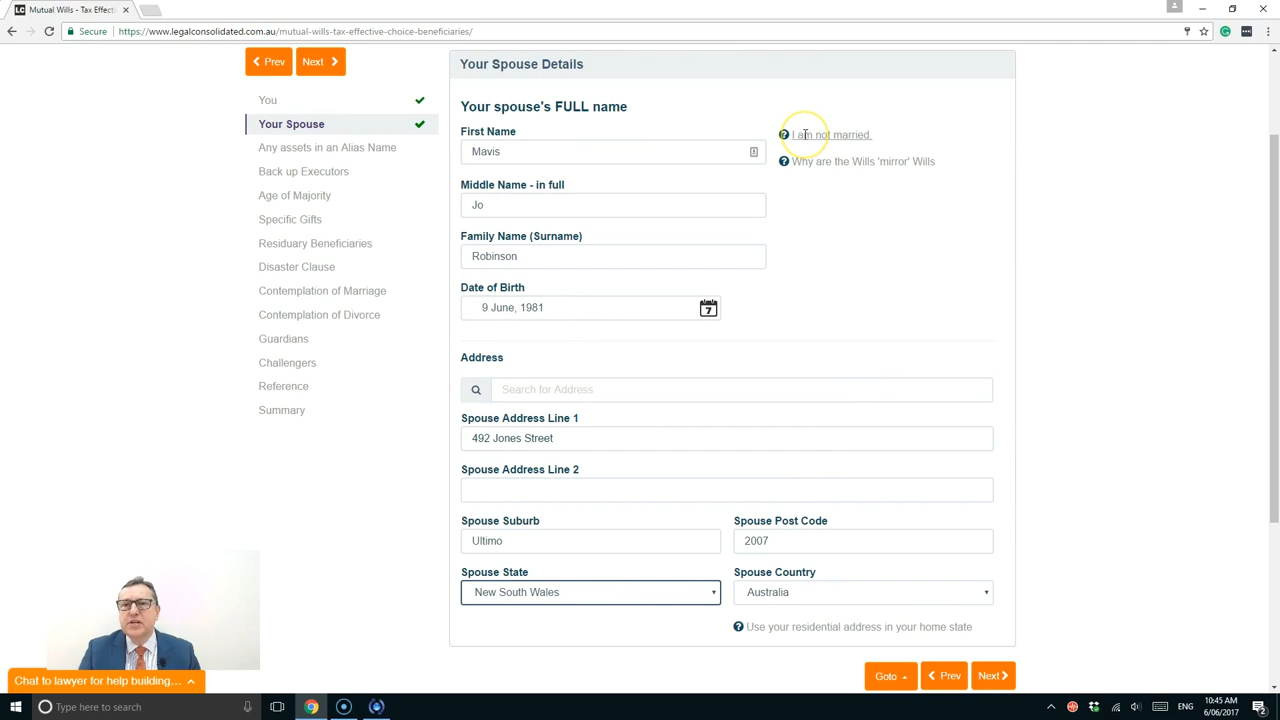 LC Mutual Wills - Tax Effective
Secure https://www.legalconsolidated.com.au/mutual-wills-tax-effective-choice-beneficiaries/
Prev
Next
Your Spouse Details
You
Your Spouse
Any assets in an Alias Name
Back up Executors
Age of Majority
Specific Gifts
Residuary Beneficiaries
Disaster Clause
Contemplation of Marriage
Contemplation of Divorce
Guardians
Challengers
Reference
Summary
Your spouse's FULL name
First Name
Mavis
I am not married.
Why are the Wills 'mirror' Wills
Middle Name - in full
Jo
Family Name (Surname)
Robinson
Date of Birth
9 June, 1981
7
Address
Search for Address
Spouse Address Line 1
492 Jones Street
Spouse Address Line 2
Spouse Suburb
Spouse Post Code
Ultimo
2007
Spouse State
Spouse Country
New South Wales
Australia
Use your residential address in your home state
Goto
Prev
Next
Chat to lawyer for help building...
Type here to search
ENG
10:45 AM
6/06/2017
2